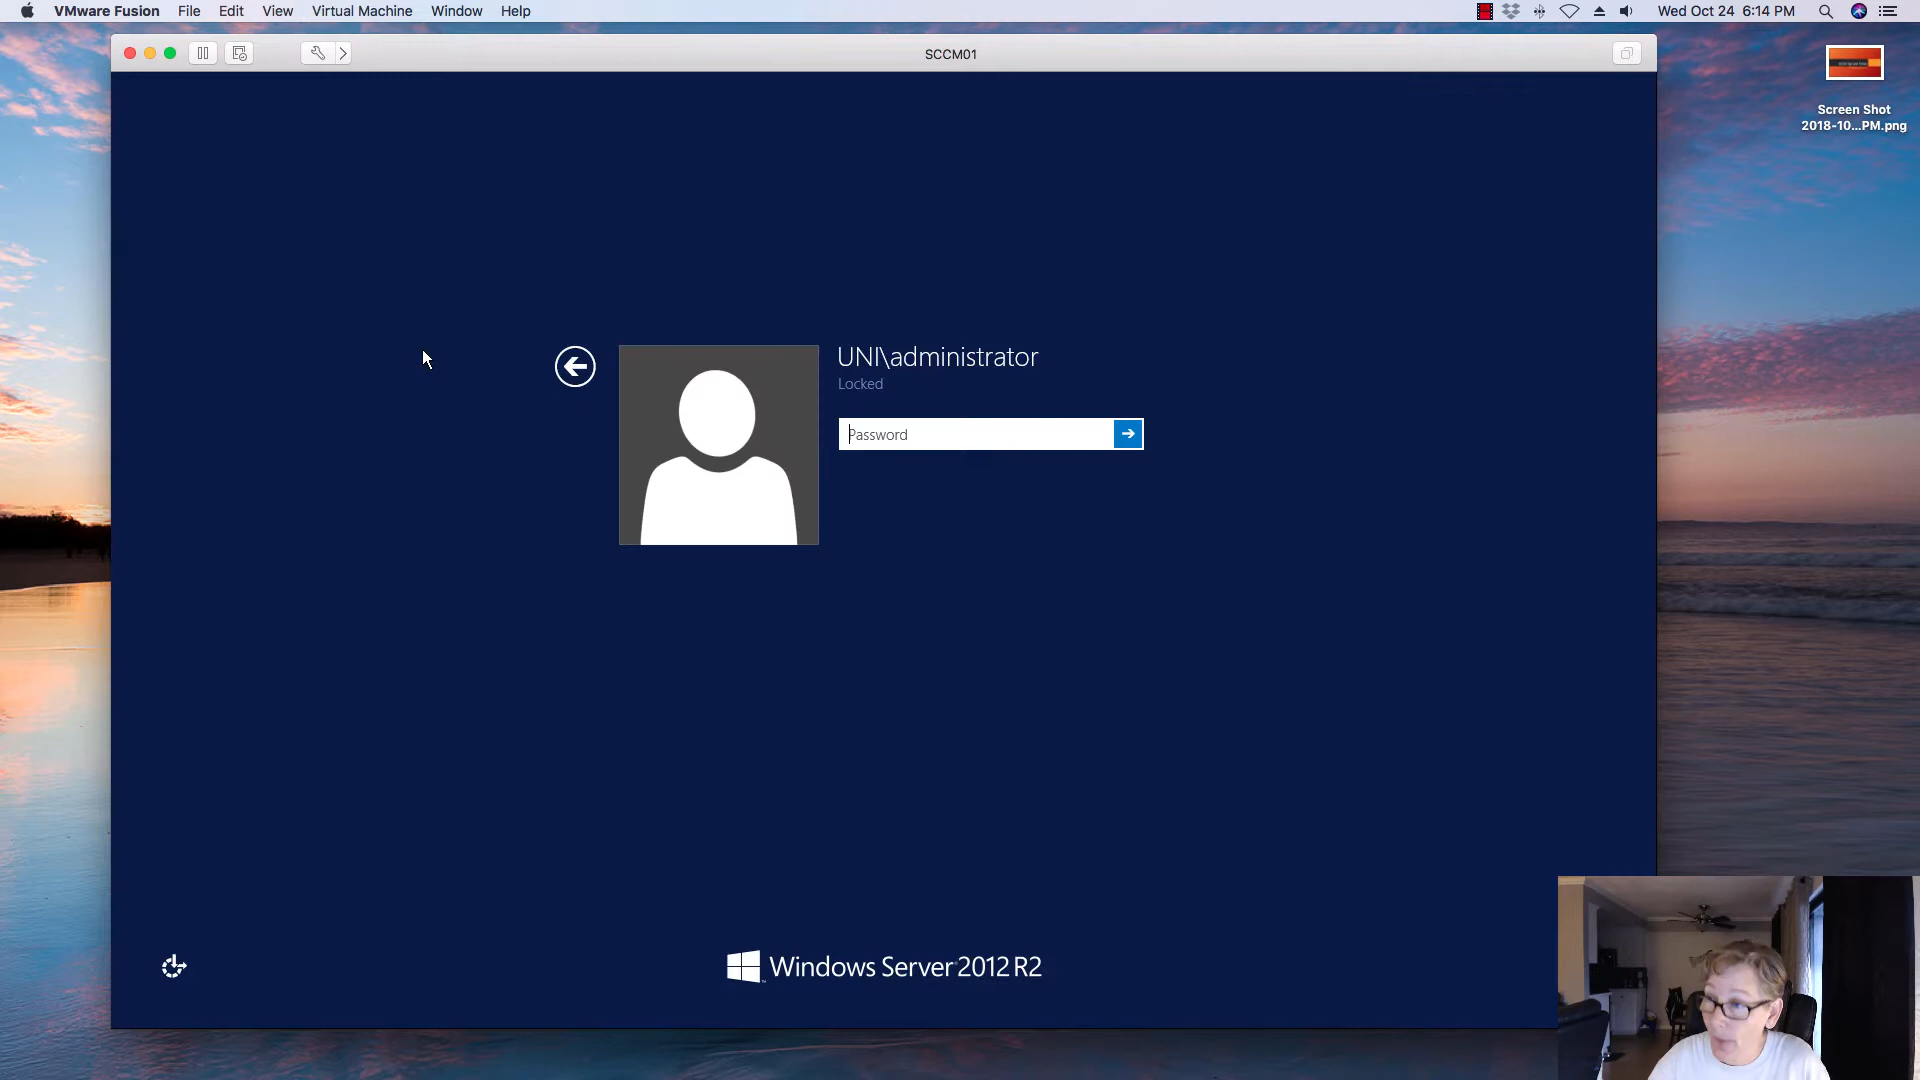 VMware Fusion File Edit View Virtual Machine Window Help Wed Oct 24 6:14 PM
SCCM01
Screen Shot
2018-10...PM.png
UNI\administrator
Locked
Password
Windows Server 2012 R2